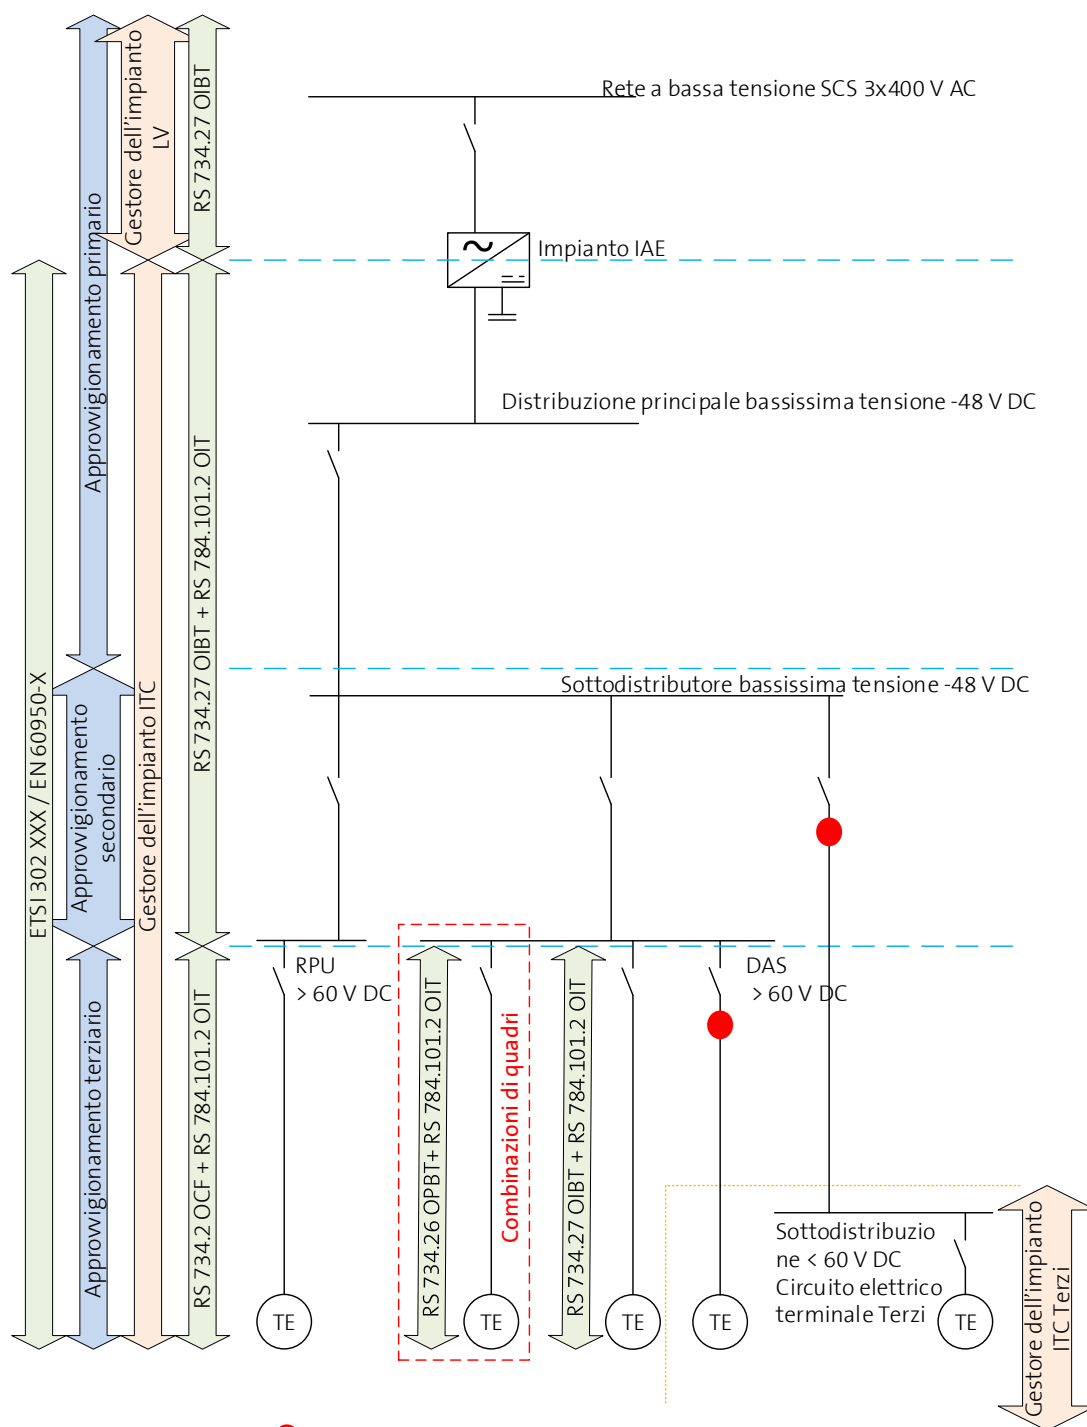 Rete a bassa tensione SCS 3x400 V AC
Gestore dell'impianto
LV
RS 734.27 OIBT
Approvvigionamento primario
Impianto IAE
Distribuzione principale bassissima tensione -48 V DC
RS 734.27 OIBT + RS 784.101.2 OIT
Sottodistributore bassissima tensione -48 V DC
ETSI 302 XXX / EN 60950-X
Approvvigionamento
secondario
Gestore dell'impianto ITC
RPU
> 60 V DC
DAS
> 60 V DC
Approvvigionamento terziario
RS 734.2 OCF + RS 784.101.2 OIT
RS 734.26 OPBT+ RS 784.101.2 OIT
Combinazioni di quadri
RS 734.27 OIBT + RS 784.101.2 OIT
Sottodistribuzio
ne < 60 V DC
Circuito elettrico
terminale Terzi
Gestore dell'impianto
ITC Terzi
TE
TE
TE
TE
TE